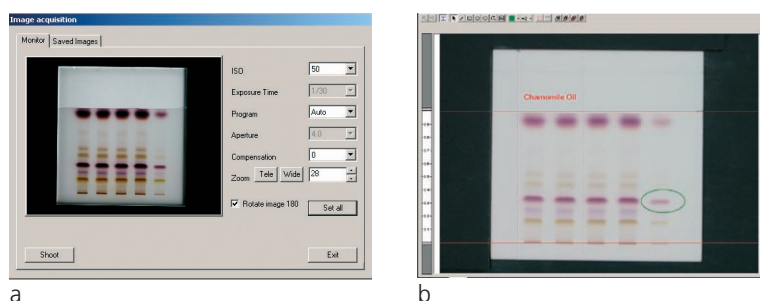 Image acquisition
Monitor
Saved Images
ISO
50
Exposure Time
1/30
Program
Auto
Aperture
4.0
Compensation
0
Zoom
Tele
Wide
28
Rotate image 180
Set all
Shoot
Exit
Chamomile Oil
a
b